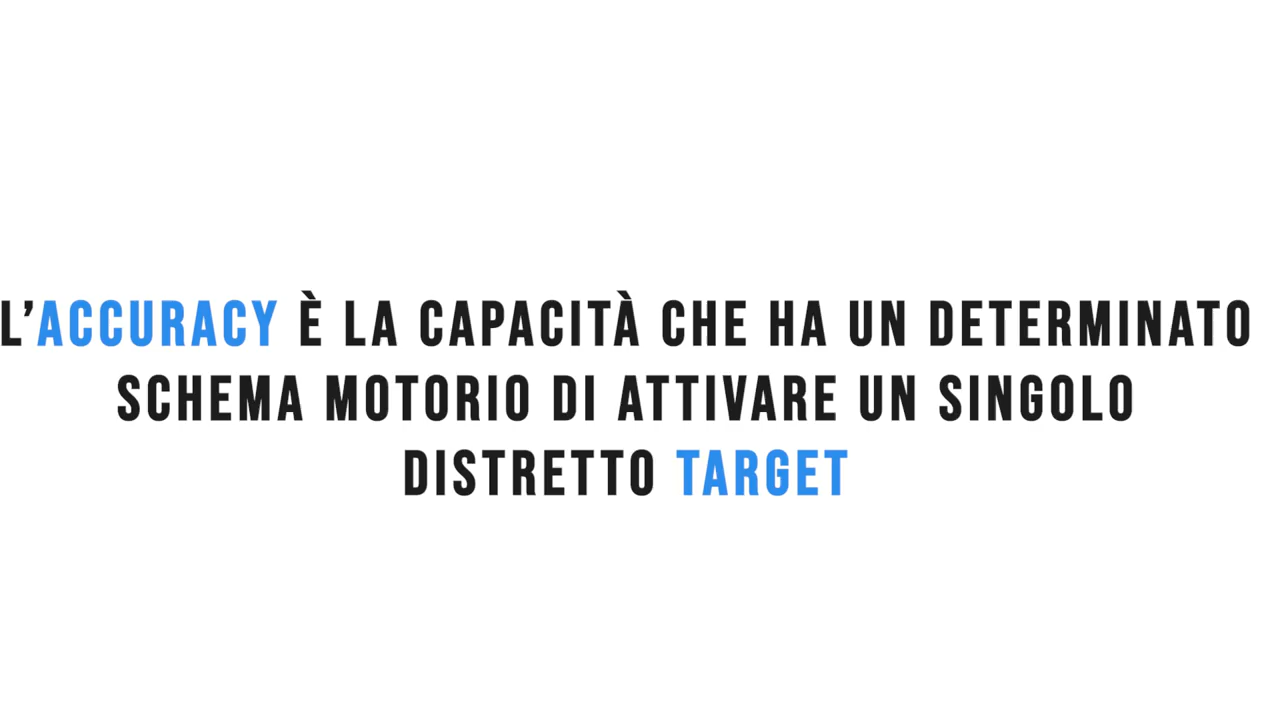 L’ACCURACY È LA CAPACITÀ CHE HA UN DETERMINATO
SCHEMA MOTORIO DI ATTIVARE UN SINGOLO
DISTRETTO TARGET